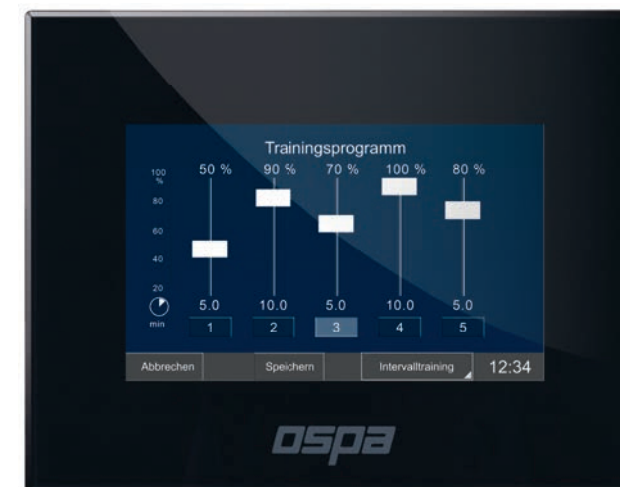 Trainingsprogramm
50 % 90 % 70 % 100 % 80 %
100
%
80
60
40
20
min
5.0 10.0 5.0 10.0 5.0
1 2 3 4 5
Abbrechen Speichern Intervalltraining 12:34
ospa